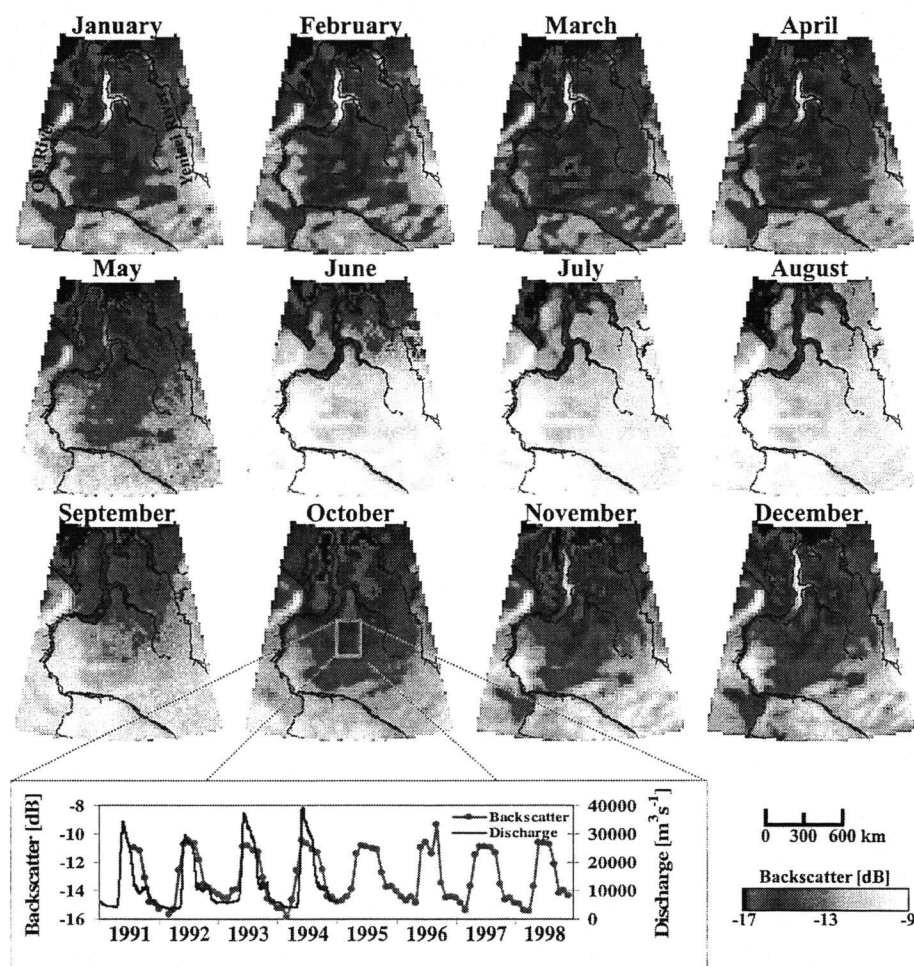 January February March April
Ob' River
Yenisei River
May June July August
September October November December
Backscatter [dB]
-8
-10
-12
-14
-16
Backscatter
Discharge
40000
30000
20000
10000
0
Discharge [m³s⁻¹]
1991 1992 1993 1994 1995 1996 1997 1998
0 300 600 km
Backscatter [dB]
-17 -13 -9